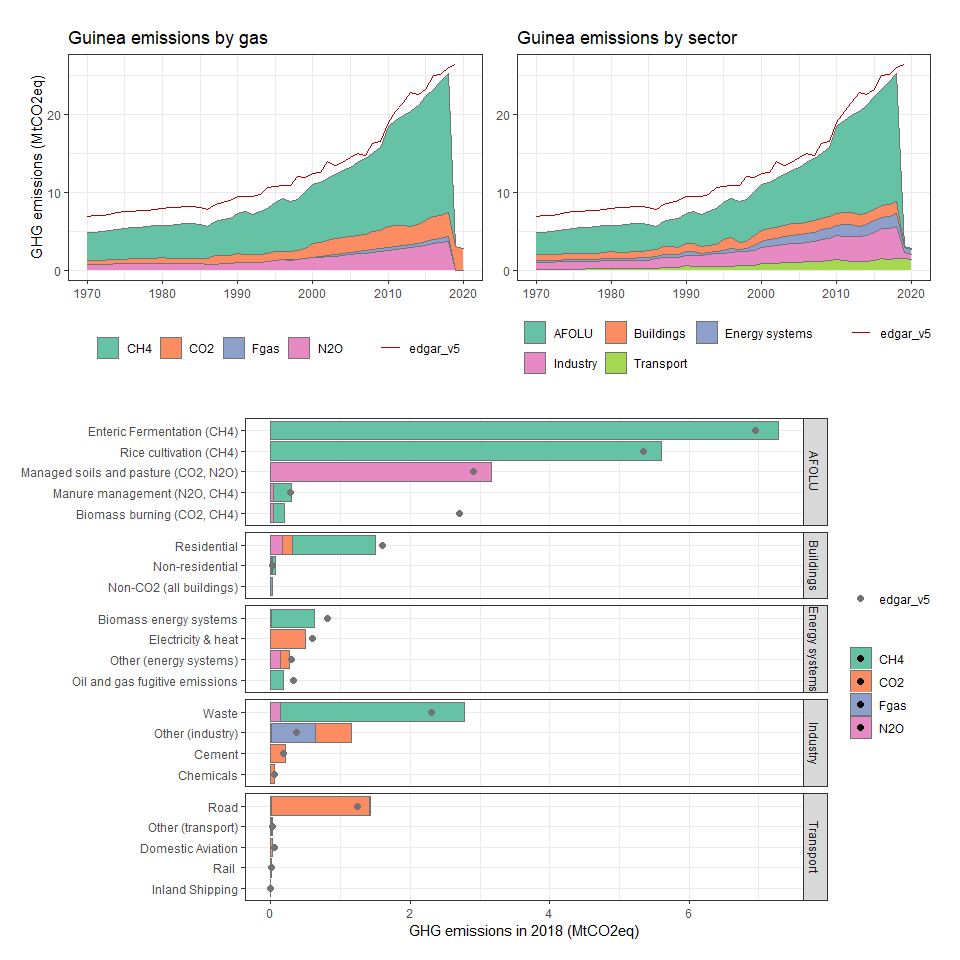 Guinea emissions by gas
Guinea emissions by sector
GHG emissions (MtCO2eq)
20
10
0
1970
1980
1990
2000
2010
2020
20
10
0
1970
1980
1990
2000
2010
2020
CH4
CO2
Fgas
N2O
edgar_v5
AFOLU
Buildings
Energy systems
edgar_v5
Industry
Transport
Enteric Fermentation (CH4)
Rice cultivation (CH4)
Managed soils and pasture (CO2, N2O)
Manure management (N2O, CH4)
Biomass burning (CO2, CH4)
AFOLU
Residential
Non-residential
Non-CO2 (all buildings)
Buildings
Biomass energy systems
Electricity & heat
Other (energy systems)
Oil and gas fugitive emissions
Energy systems
Waste
Other (industry)
Cement
Chemicals
Industry
Road
Other (transport)
Domestic Aviation
Rail
Inland Shipping
Transport
0
2
4
6
GHG emissions in 2018 (MtCO2eq)
edgar_v5
CH4
CO2
Fgas
N2O